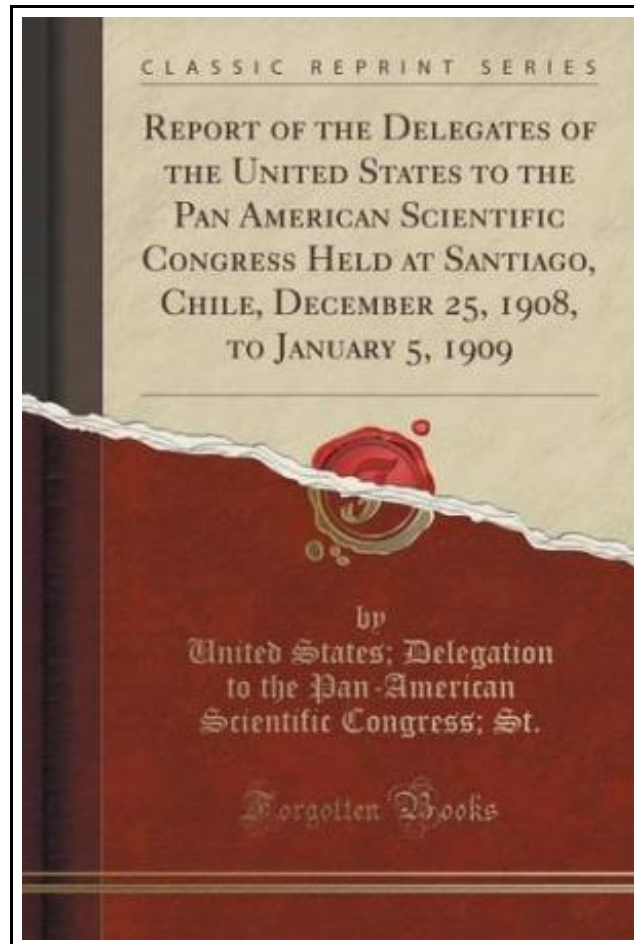 CLASSIC REPRINT SERIES
REPORT OF THE DELEGATES OF
THE UNITED STATES TO THE
PAN AMERICAN SCIENTIFIC
CONGRESS HELD AT SANTIAGO,
CHILE, DECEMBER 25, 1908,
TO JANUARY 5, 1909
F
by
United States; Delegation
to the Pan-American
Scientific Congress; St.
Forgotten Books